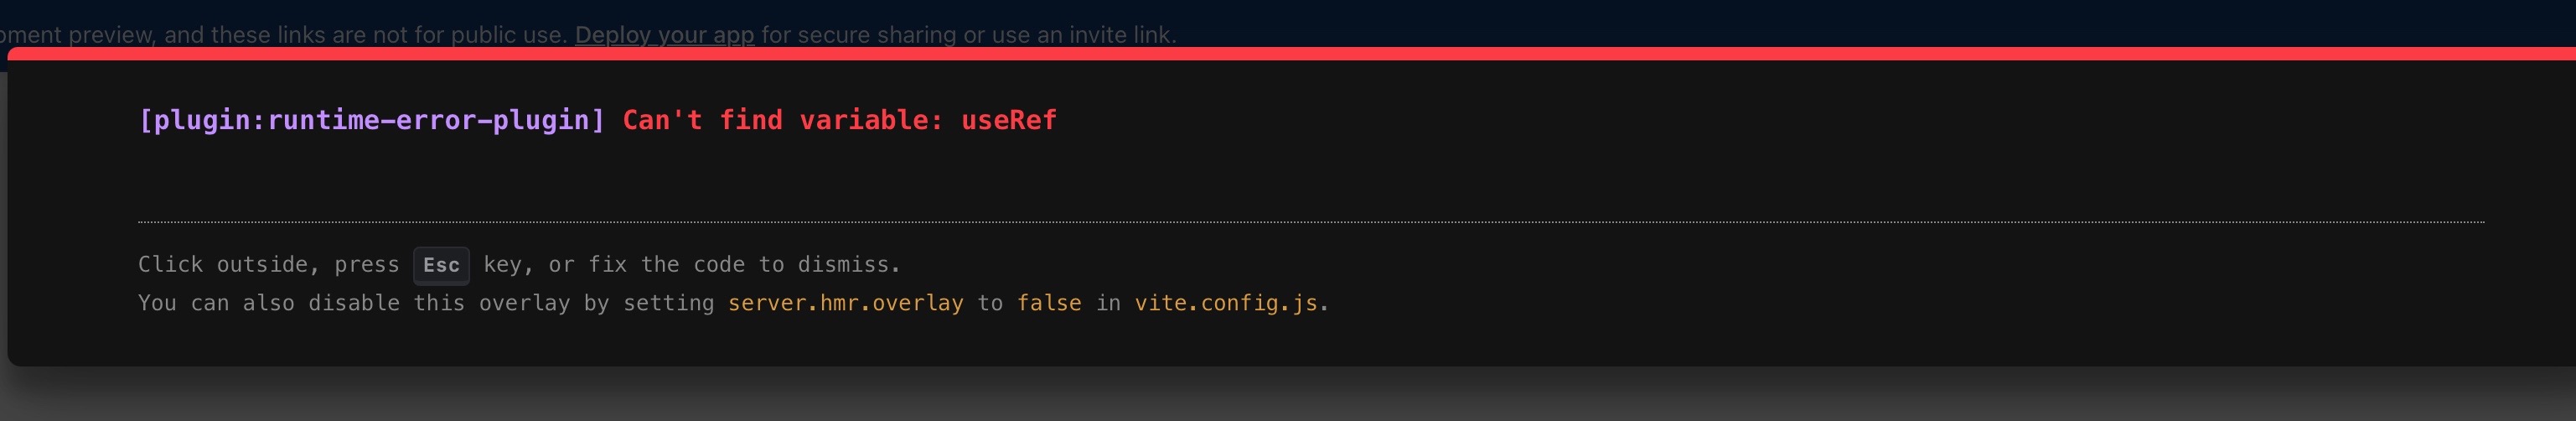 ment preview, and these links are not for public use. Deploy your app for secure sharing or use an invite link.
[plugin:runtime-error-plugin] Can't find variable: useRef
Click outside, press Esc key, or fix the code to dismiss.
You can also disable this overlay by setting server.hmr.overlay to false in vite.config.js.